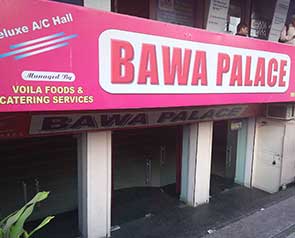 eluxe A/C Hall
Managed By
VOILA FOODS &
CATERING SERVICES
BAWA PALACE
BAWA PALACE